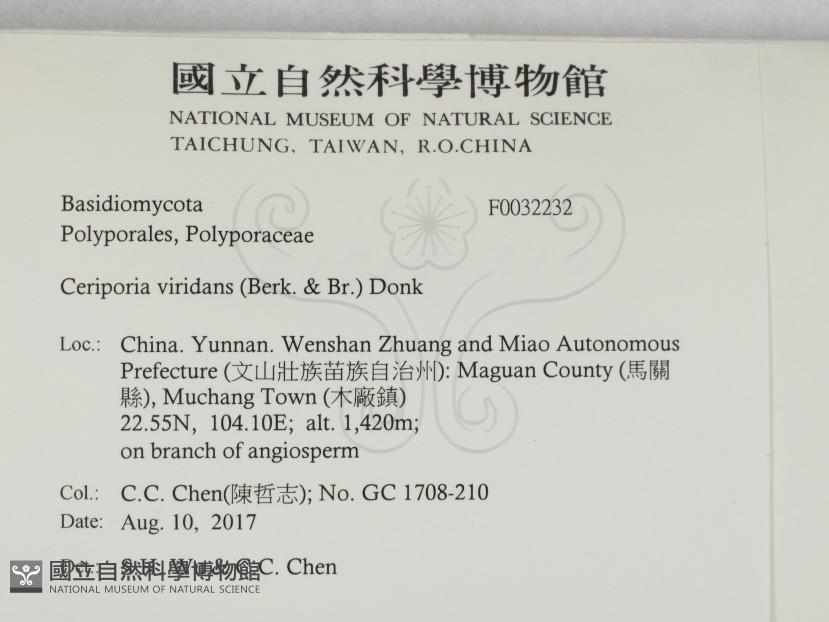 國立自然科學博物館
NATIONAL MUSEUM OF NATURAL SCIENCE
TAICHUNG, TAIWAN, R.O.CHINA
Basidiomycota F0032232
Polyporales, Polyporaceae
Ceriporia viridans (Berk. & Br.) Donk
Loc.: China. Yunnan. Wenshan Zhuang and Miao Autonomous
Prefecture (文山壯族苗族自治州): Maguan County (馬關
縣), Muchang Town (木廠鎮)
22.55N, 104.10E; alt. 1,420m;
on branch of angiosperm
Col.: C.C. Chen(陳哲志); No. GC 1708-210
Date: Aug. 10, 2017
Det.: S.H. Wu & C.C. Chen
國立自然科學博物館
NATIONAL MUSEUM OF NATURAL SCIENCE